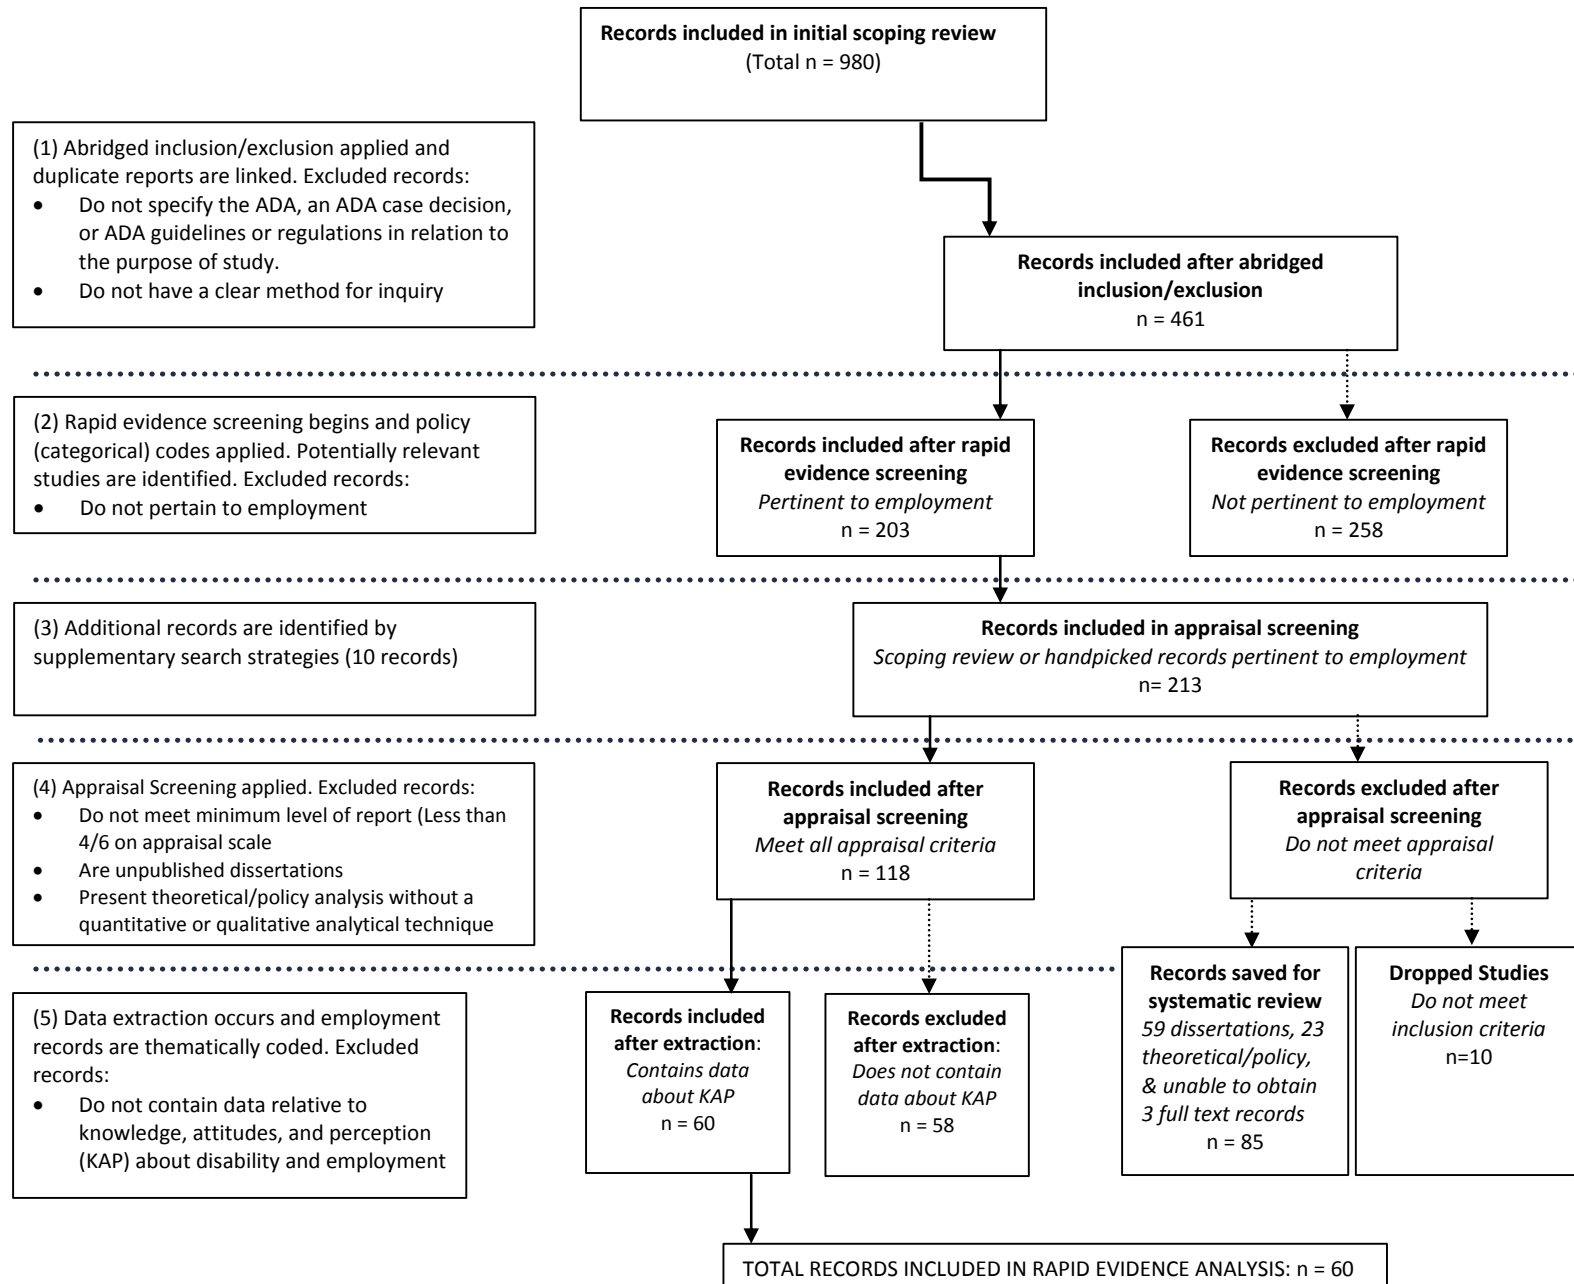 Records included in initial scoping review
(Total n = 980)
(1) Abridged inclusion/exclusion applied and
duplicate reports are linked. Excluded records:
• Do not specify the ADA, an ADA case decision,
or ADA guidelines or regulations in relation to
the purpose of study.
• Do not have a clear method for inquiry
Records included after abridged
inclusion/exclusion
n = 461
(2) Rapid evidence screening begins and policy
(categorical) codes applied. Potentially relevant
studies are identified. Excluded records:
• Do not pertain to employment
Records included after rapid
evidence screening
Pertinent to employment
n = 203
Records excluded after rapid
evidence screening
Not pertinent to employment
n = 258
(3) Additional records are identified by
supplementary search strategies (10 records)
Records included in appraisal screening
Scoping review or handpicked records pertinent to employment
n= 213
(4) Appraisal Screening applied. Excluded records:
• Do not meet minimum level of report (Less than
4/6 on appraisal scale
• Are unpublished dissertations
• Present theoretical/policy analysis without a
quantitative or qualitative analytical technique
Records included after
appraisal screening
Meet all appraisal criteria
n = 118
Records excluded after
appraisal screening
Do not meet appraisal
criteria
(5) Data extraction occurs and employment
records are thematically coded. Excluded
records:
• Do not contain data relative to
knowledge, attitudes, and perception
(KAP) about disability and employment
Records included
after extraction:
Contains data
about KAP
n = 60
Records excluded
after extraction:
Does not contain
data about KAP
n = 58
Records saved for
systematic review
59 dissertations, 23
theoretical/policy,
& unable to obtain
3 full text records
n = 85
Dropped Studies
Do not meet
inclusion criteria
n=10
TOTAL RECORDS INCLUDED IN RAPID EVIDENCE ANALYSIS: n = 60